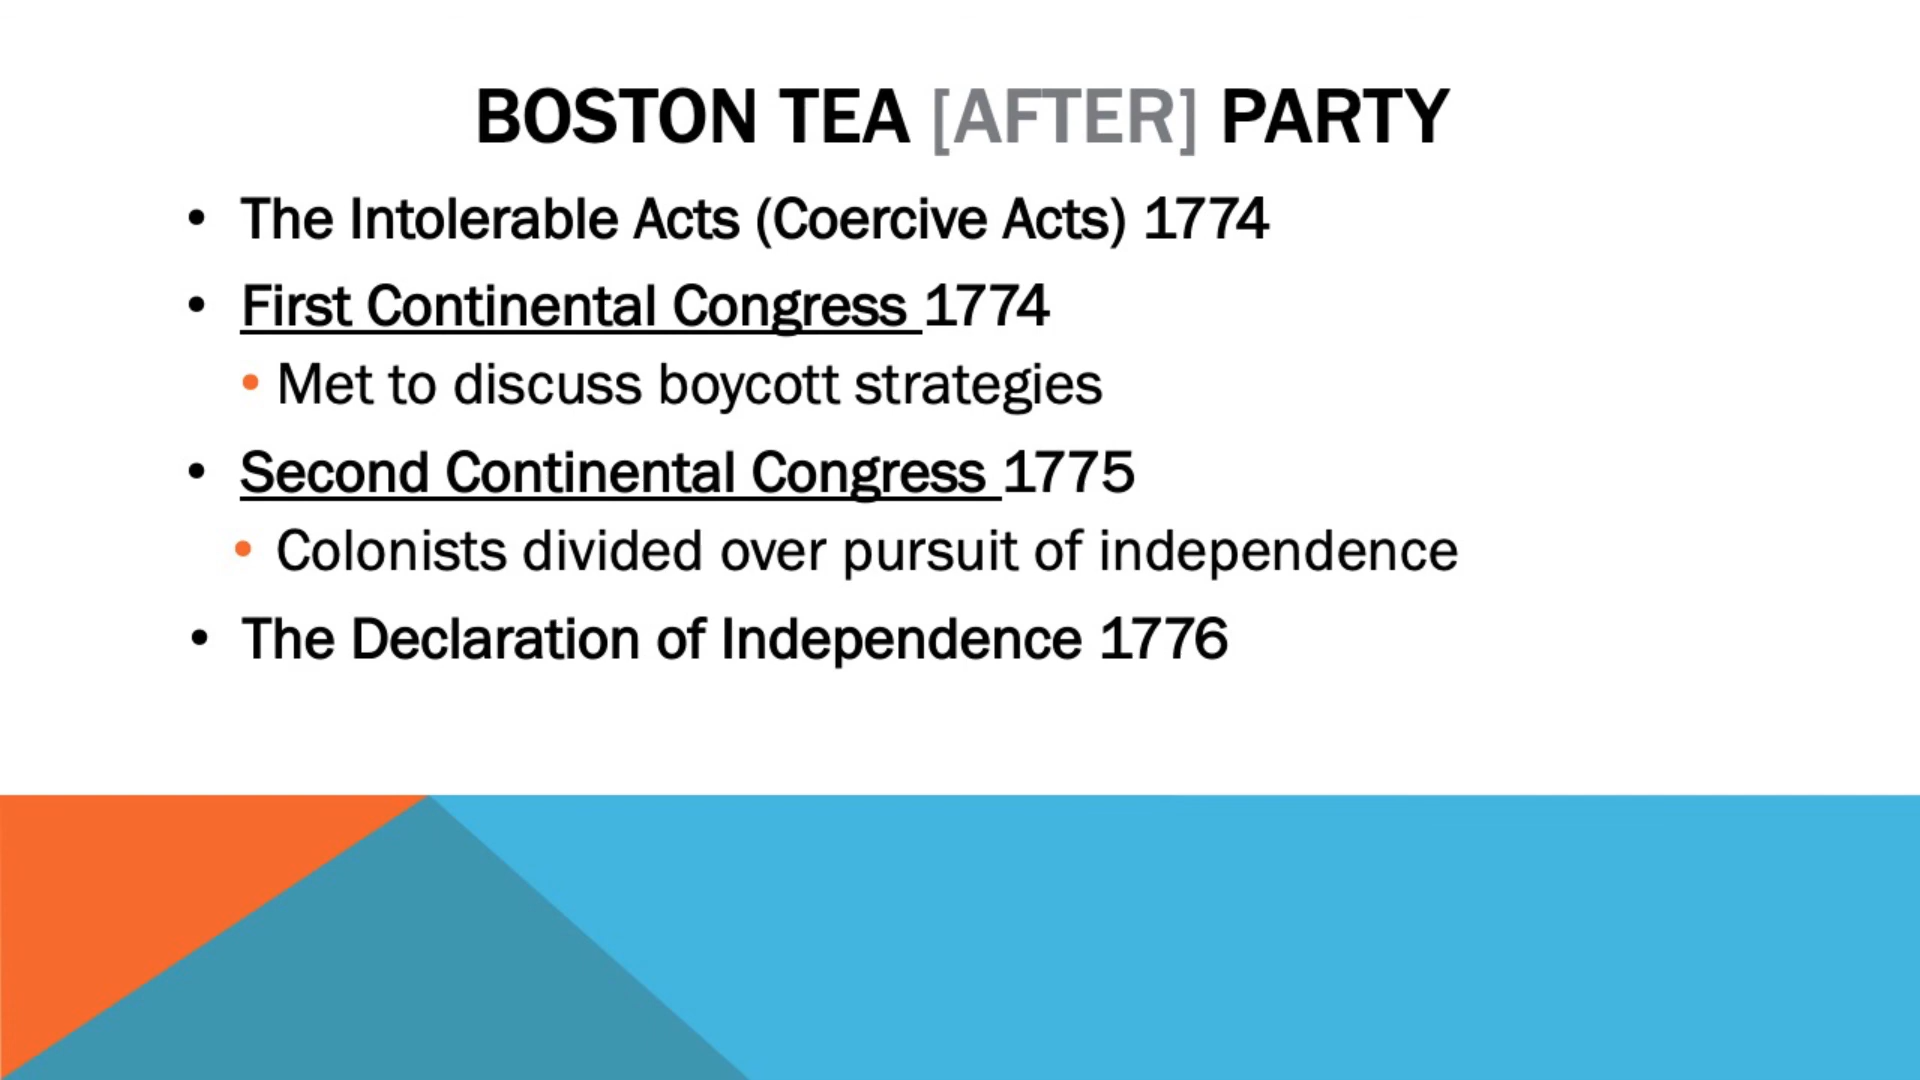 BOSTON TEA [AFTER] PARTY
• The Intolerable Acts (Coercive Acts) 1774
• First Continental Congress 1774
• Met to discuss boycott strategies
• Second Continental Congress 1775
• Colonists divided over pursuit of independence
• The Declaration of Independence 1776